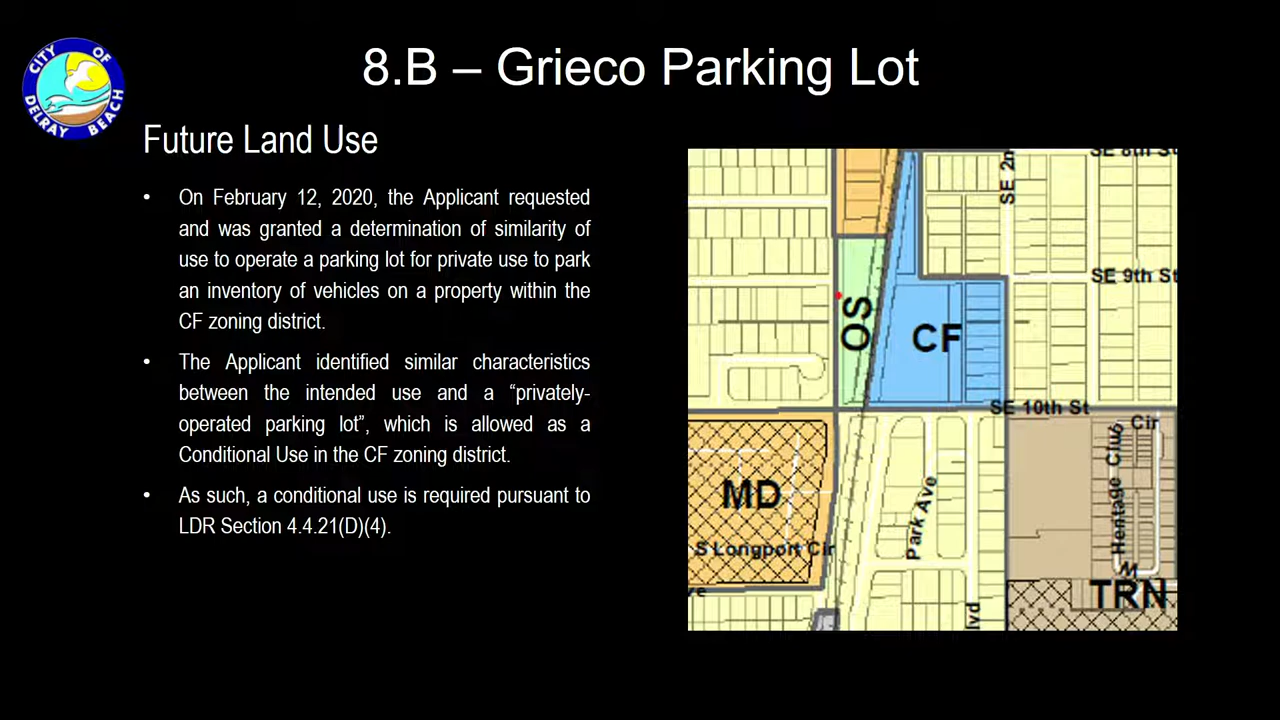 8.B – Grieco Parking Lot
CITY OF
DELRAY BEACH
Future Land Use
• On February 12, 2020, the Applicant requested
and was granted a determination of similarity of
use to operate a parking lot for private use to park
an inventory of vehicles on a property within the
CF zoning district.
• The Applicant identified similar characteristics
between the intended use and a “privately-
operated parking lot”, which is allowed as a
Conditional Use in the CF zoning district.
• As such, a conditional use is required pursuant to
LDR Section 4.4.21(D)(4).
SE 8th St
SE 2n
SE 9th St
OS
CF
SE 10th St
Cir
MD
Park Ave
Heritage Club
S Longport Cir
TRN
lvd